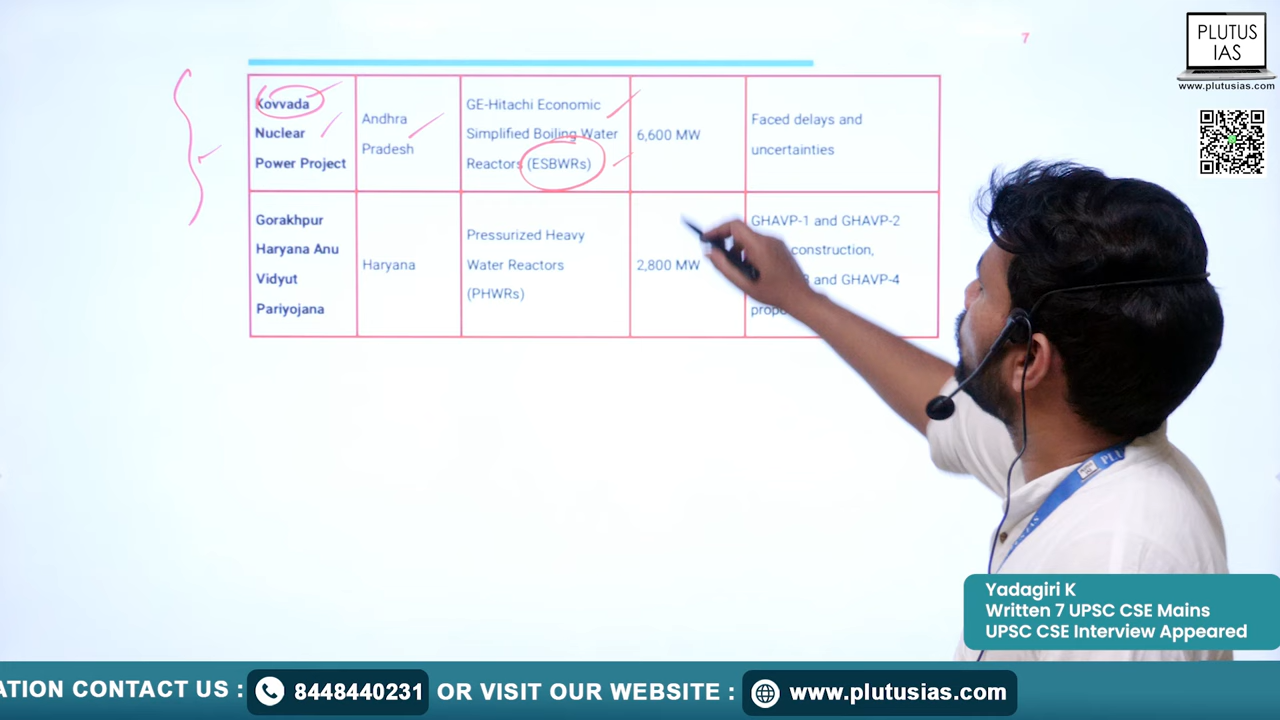 7
PLUTUS
IAS
www.plutusias.com
Kovvada
Nuclear
Power Project
Andhra
Pradesh
GE-Hitachi Economic
Simplified Boiling Water
Reactors (ESBWRs)
6,600 MW
Faced delays and
uncertainties
Gorakhpur
Haryana Anu
Vidyut
Pariyojana
Haryana
Pressurized Heavy
Water Reactors
(PHWRs)
2,800 MW
GHAVP-1 and GHAVP-2
construction,
and GHAVP-4
Yadagiri K
Written 7 UPSC CSE Mains
UPSC CSE Interview Appeared
ATION CONTACT US : 8448440231 OR VISIT OUR WEBSITE : www.plutusias.com